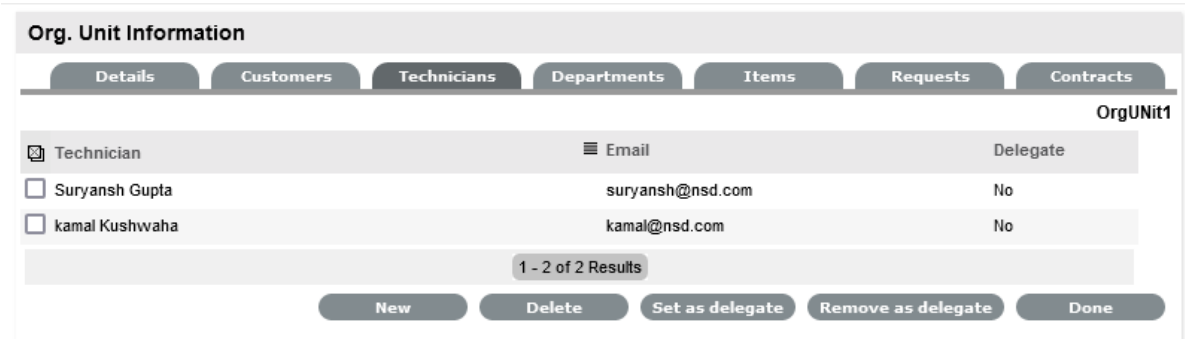 Org. Unit Information
Details Customers Technicians Departments Items Requests Contracts
OrgUNit1
Technician Email Delegate
Suryansh Gupta suryansh@nsd.com No
kamal Kushwaha kamal@nsd.com No
1 - 2 of 2 Results
New Delete Set as delegate Remove as delegate Done